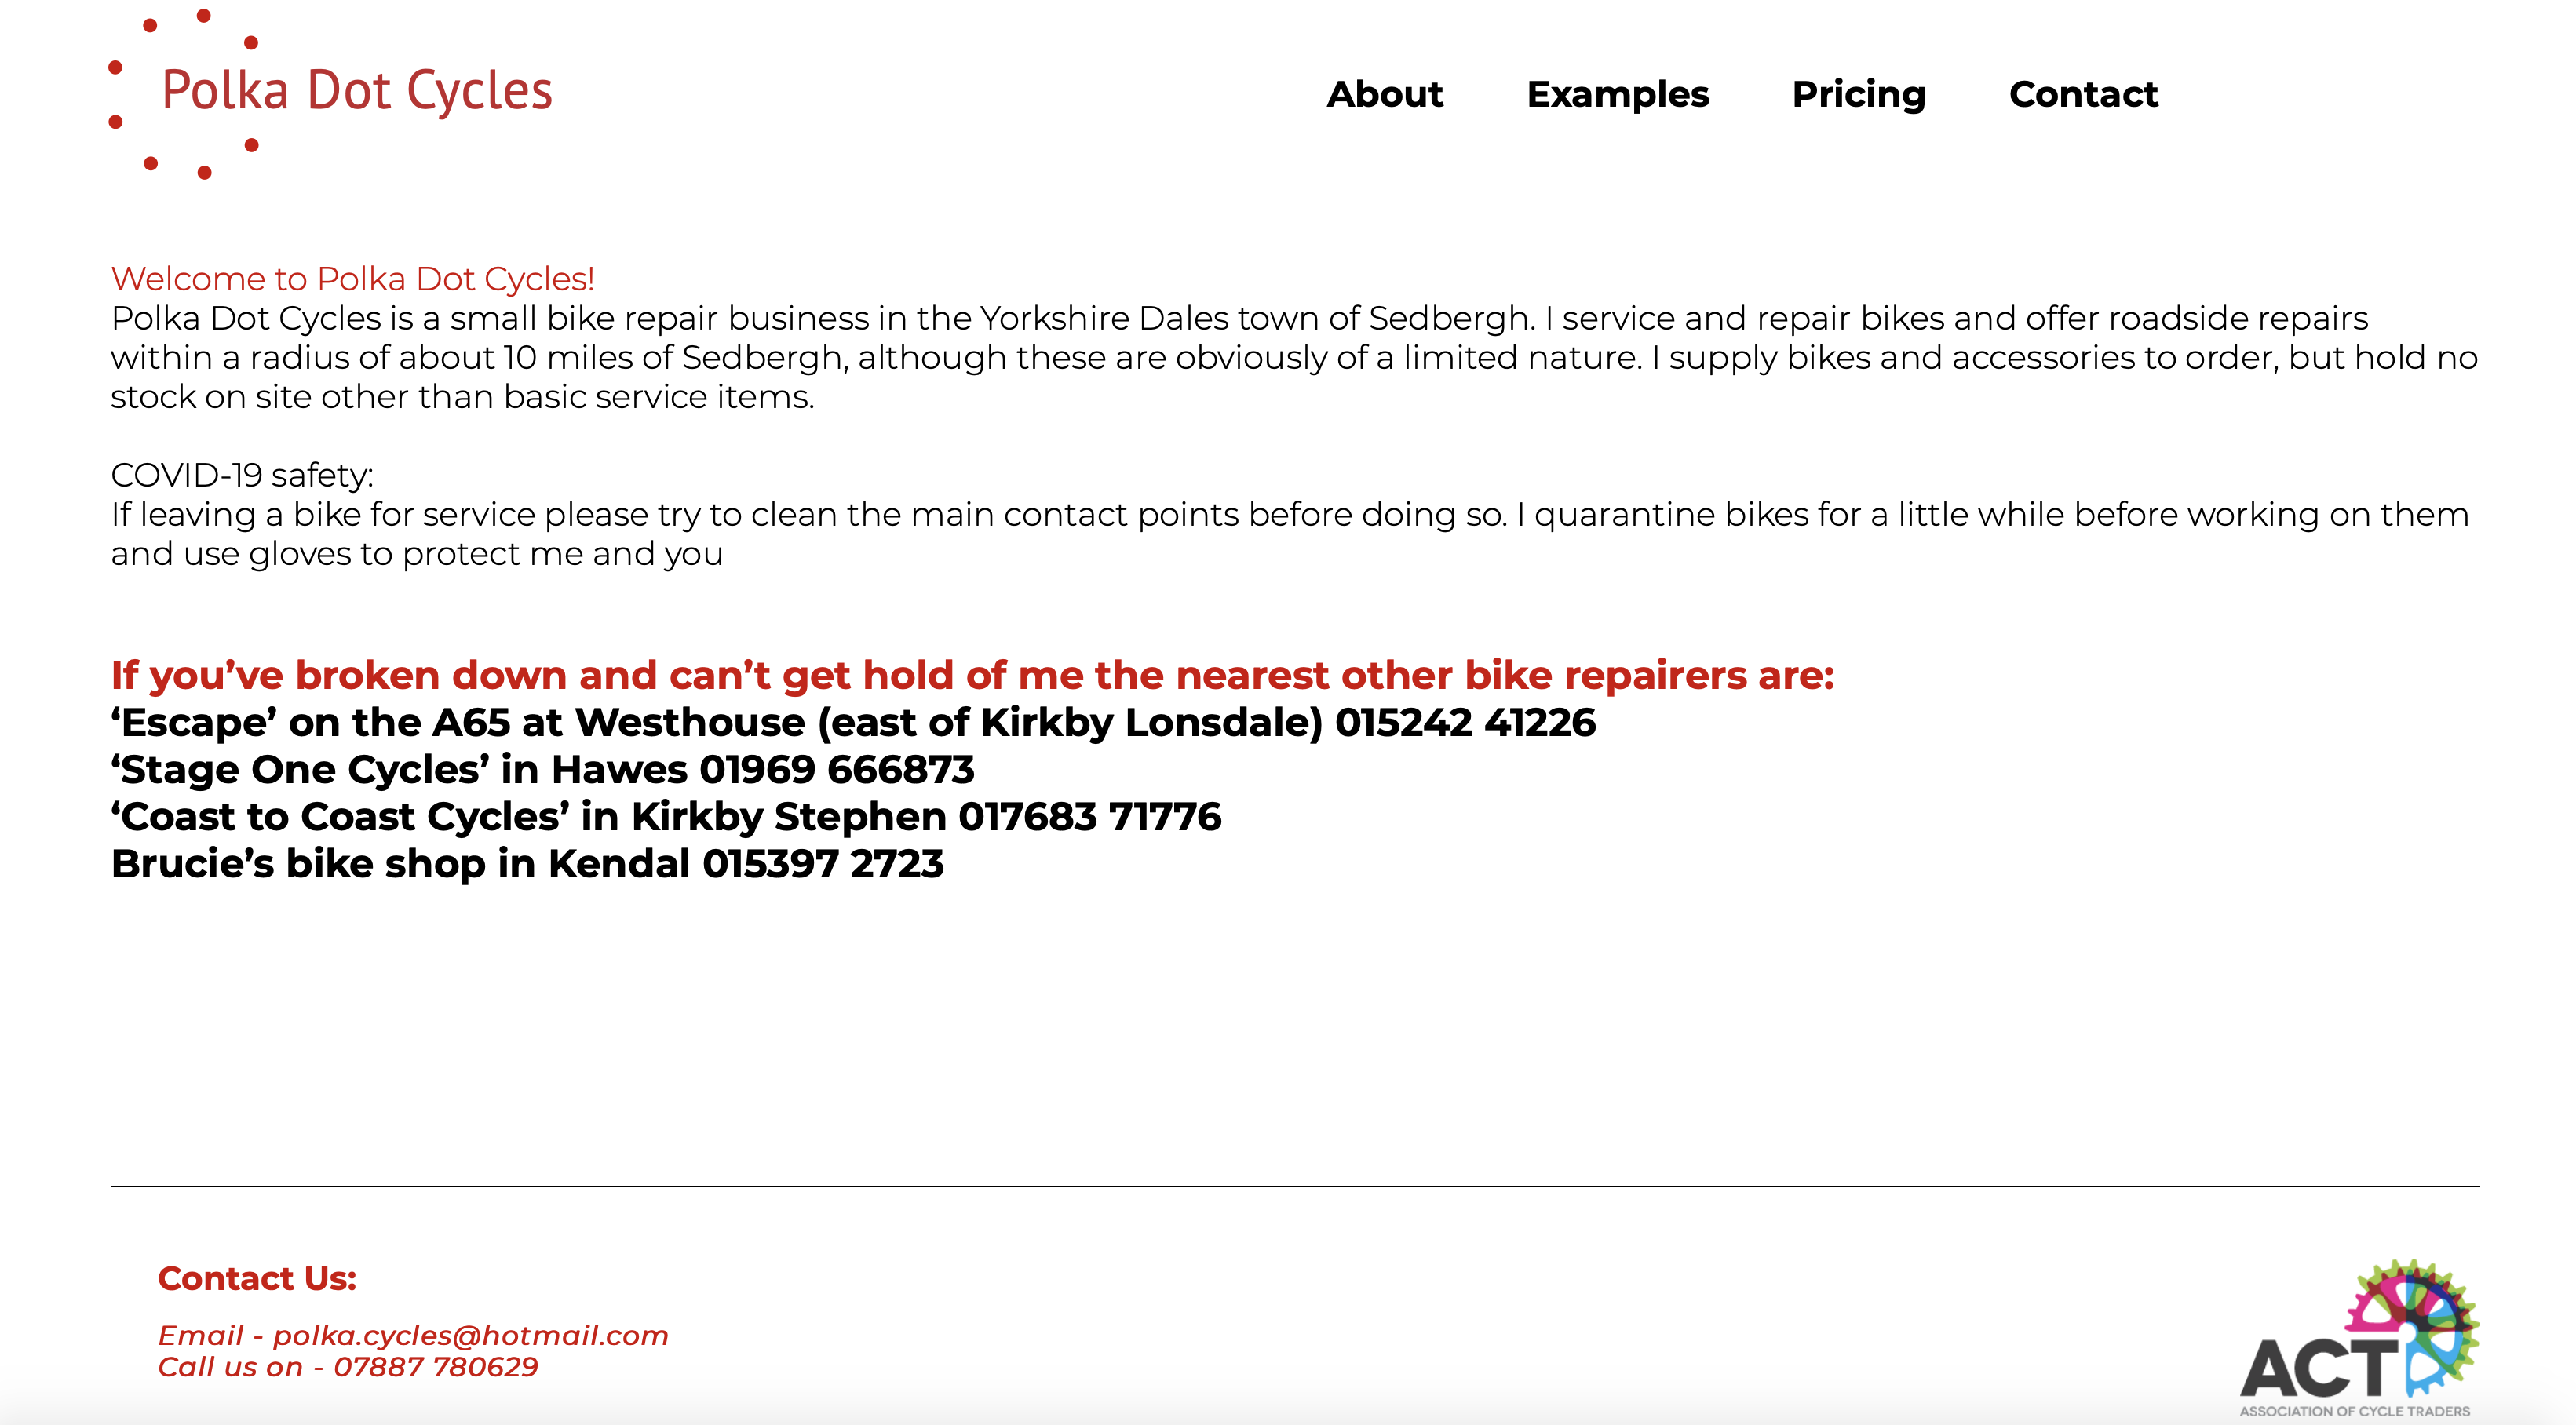 Polka Dot Cycles
About Examples Pricing Contact
Welcome to Polka Dot Cycles!
Polka Dot Cycles is a small bike repair business in the Yorkshire Dales town of Sedbergh. I service and repair bikes and offer roadside repairs
within a radius of about 10 miles of Sedbergh, although these are obviously of a limited nature. I supply bikes and accessories to order, but hold no
stock on site other than basic service items.
COVID-19 safety:
If leaving a bike for service please try to clean the main contact points before doing so. I quarantine bikes for a little while before working on them
and use gloves to protect me and you
If you’ve broken down and can’t get hold of me the nearest other bike repairers are:
‘Escape’ on the A65 at Westhouse (east of Kirkby Lonsdale) 015242 41226
‘Stage One Cycles’ in Hawes 01969 666873
‘Coast to Coast Cycles’ in Kirkby Stephen 017683 71776
Brucie’s bike shop in Kendal 015397 2723
Contact Us:
Email - polka.cycles@hotmail.com
Call us on - 07887 780629
ACT
ASSOCIATION OF CYCLE TRADERS